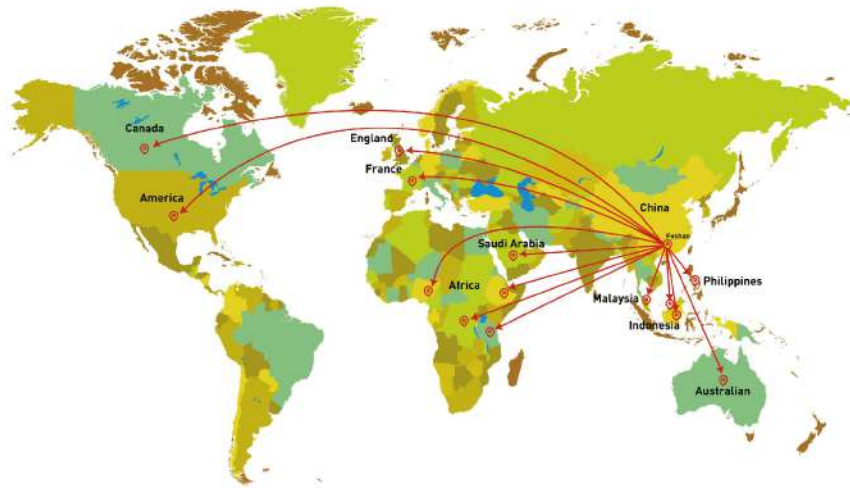 Canada
England
France
America
China
Foshan
Saudi Arabia
Africa
Philippines
Malaysia
Indonesia
Australian